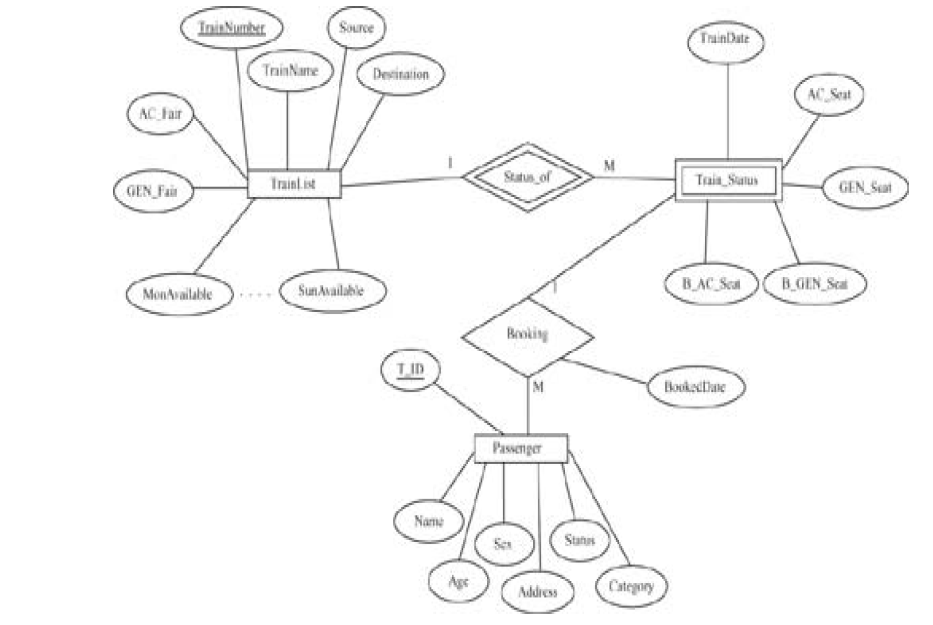 TrainNumber
Source
TrainDate
TrainName
Destination
AC_Fair
AC_Seat
GEN_Fair
TrainList
1
Status_of
M
Train_Status
GEN_Seat
MonAvailable
. . . .
SunAvailable
B_AC_Seat
B_GEN_Seat
1
Booking
T_ID
M
BookedDate
Passenger
Name
Sex
Status
Age
Address
Category